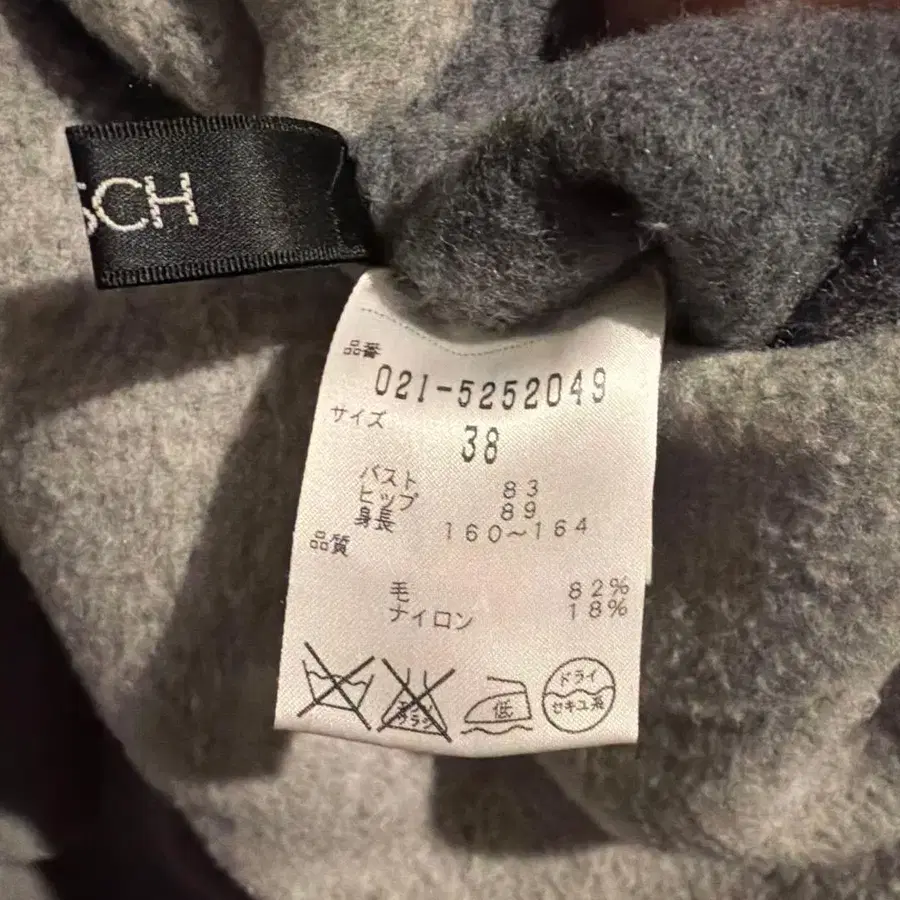 SCH
品番
021-5252049
サイズ
38
バスト 83
ヒップ 89
身長 160～164
品質
毛 82%
ナイロン 18%
低
ドライ
セキユ系